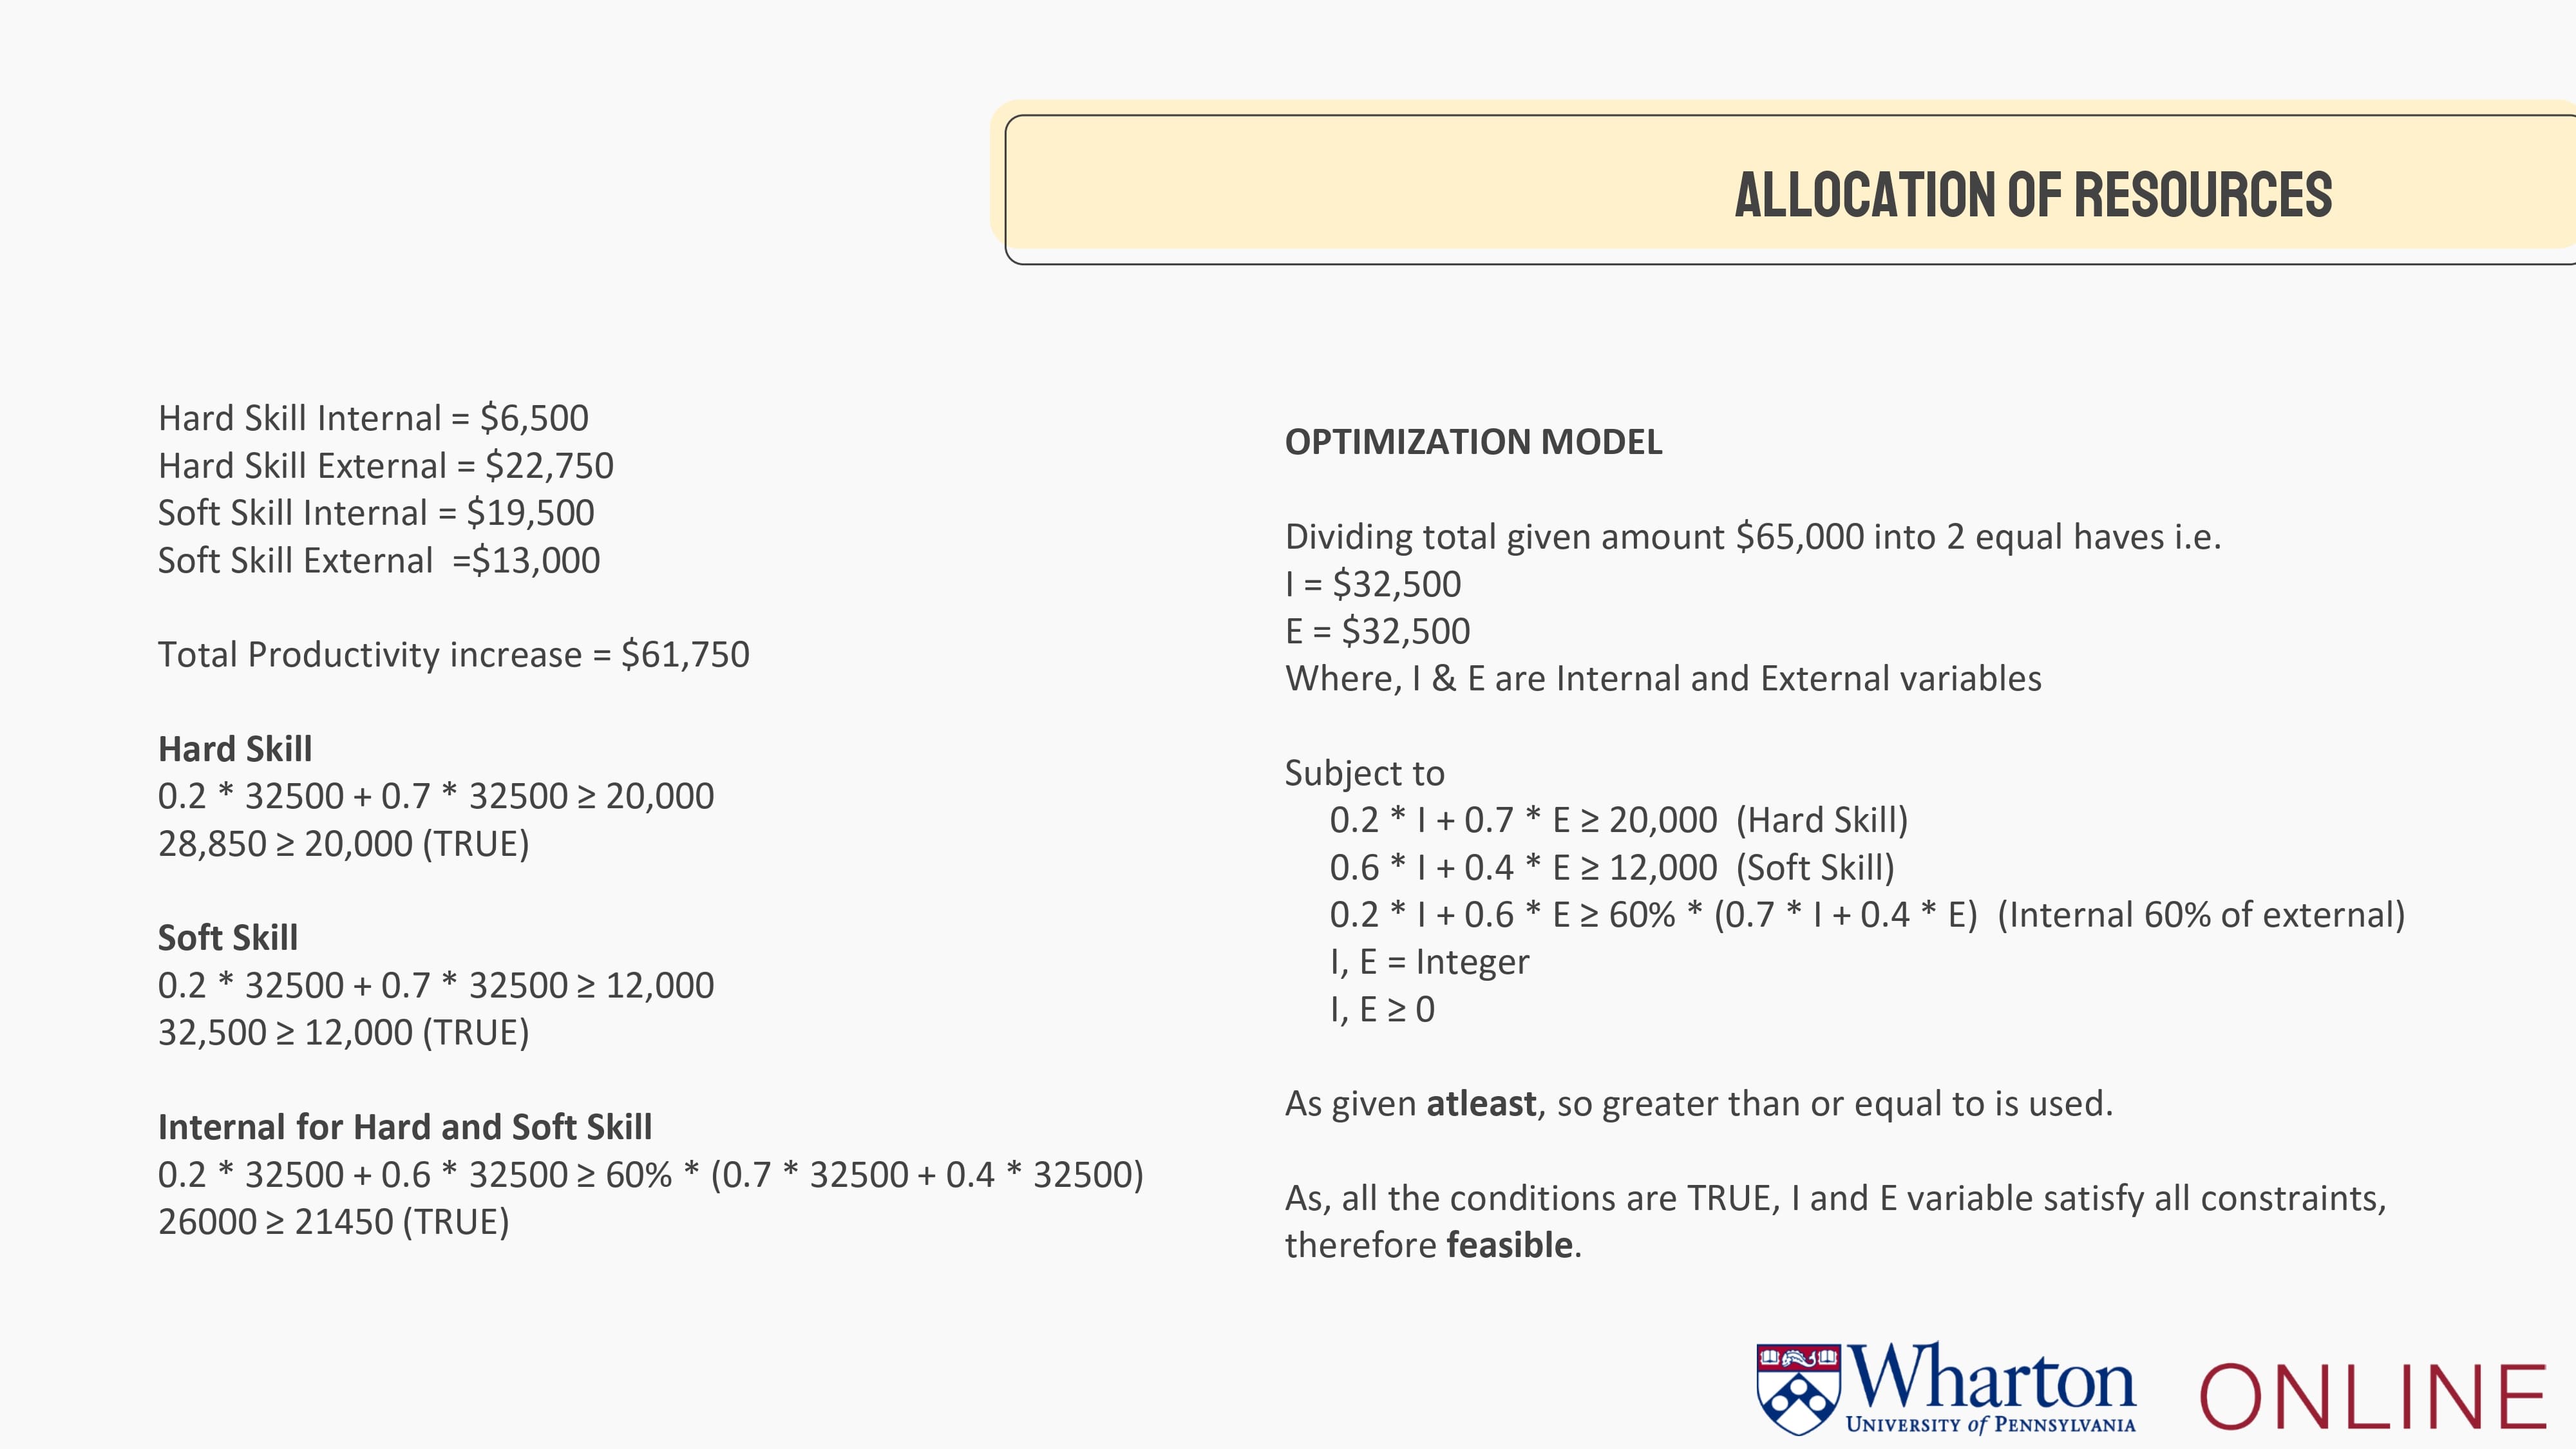 ALLOCATION OF RESOURCES
Hard Skill Internal = $6,500
Hard Skill External = $22,750
Soft Skill Internal = $19,500
Soft Skill External  =$13,000
Total Productivity increase = $61,750
Hard Skill
0.2 * 32500 + 0.7 * 32500 ≥ 20,000
28,850 ≥ 20,000 (TRUE)
Soft Skill
0.2 * 32500 + 0.7 * 32500 ≥ 12,000
32,500 ≥ 12,000 (TRUE)
Internal for Hard and Soft Skill
0.2 * 32500 + 0.6 * 32500 ≥ 60% * (0.7 * 32500 + 0.4 * 32500)
26000 ≥ 21450 (TRUE)
OPTIMIZATION MODEL
Dividing total given amount $65,000 into 2 equal haves i.e.
I = $32,500
E = $32,500
Where, I & E are Internal and External variables
Subject to
0.2 * I + 0.7 * E ≥ 20,000  (Hard Skill)
0.6 * I + 0.4 * E ≥ 12,000  (Soft Skill)
0.2 * I + 0.6 * E ≥ 60% * (0.7 * I + 0.4 * E)  (Internal 60% of external)
I, E = Integer
I, E ≥ 0
As given atleast, so greater than or equal to is used.
As, all the conditions are TRUE, I and E variable satisfy all constraints,
therefore feasible.
Wharton ONLINE
UNIVERSITY of PENNSYLVANIA